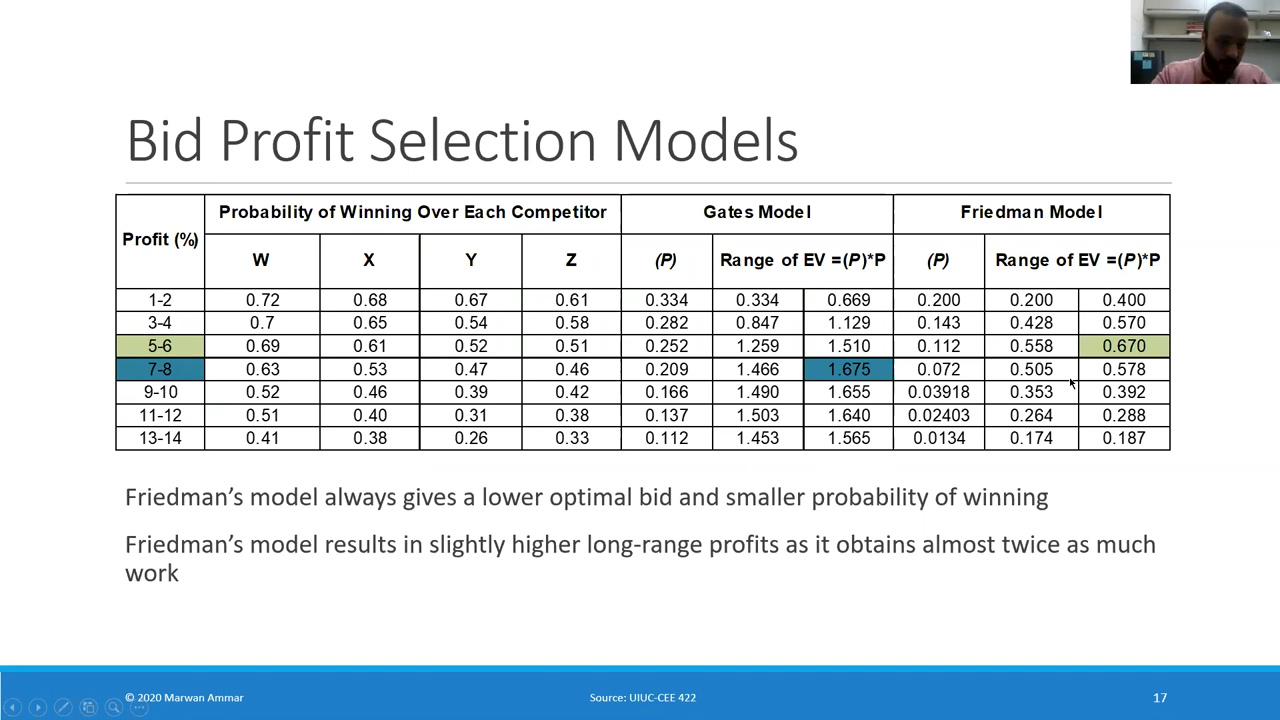 Bid Profit Selection Models
Profit (%) Probability of Winning Over Each Competitor Gates Model Friedman Model
W X Y Z (P) Range of EV =(P)*P (P) Range of EV =(P)*P
1-2 0.72 0.68 0.67 0.61 0.334 0.334 0.669 0.200 0.200 0.400
3-4 0.7 0.65 0.54 0.58 0.282 0.847 1.129 0.143 0.428 0.570
5-6 0.69 0.61 0.52 0.51 0.252 1.259 1.510 0.112 0.558 0.670
7-8 0.63 0.53 0.47 0.46 0.209 1.466 1.675 0.072 0.505 0.578
9-10 0.52 0.46 0.39 0.42 0.166 1.490 1.655 0.03918 0.353 0.392
11-12 0.51 0.40 0.31 0.38 0.137 1.503 1.640 0.02403 0.264 0.288
13-14 0.41 0.38 0.26 0.33 0.112 1.453 1.565 0.0134 0.174 0.187
Friedman’s model always gives a lower optimal bid and smaller probability of winning
Friedman’s model results in slightly higher long-range profits as it obtains almost twice as much
work
© 2020 Marwan Ammar Source: UIUC-CEE 422 17